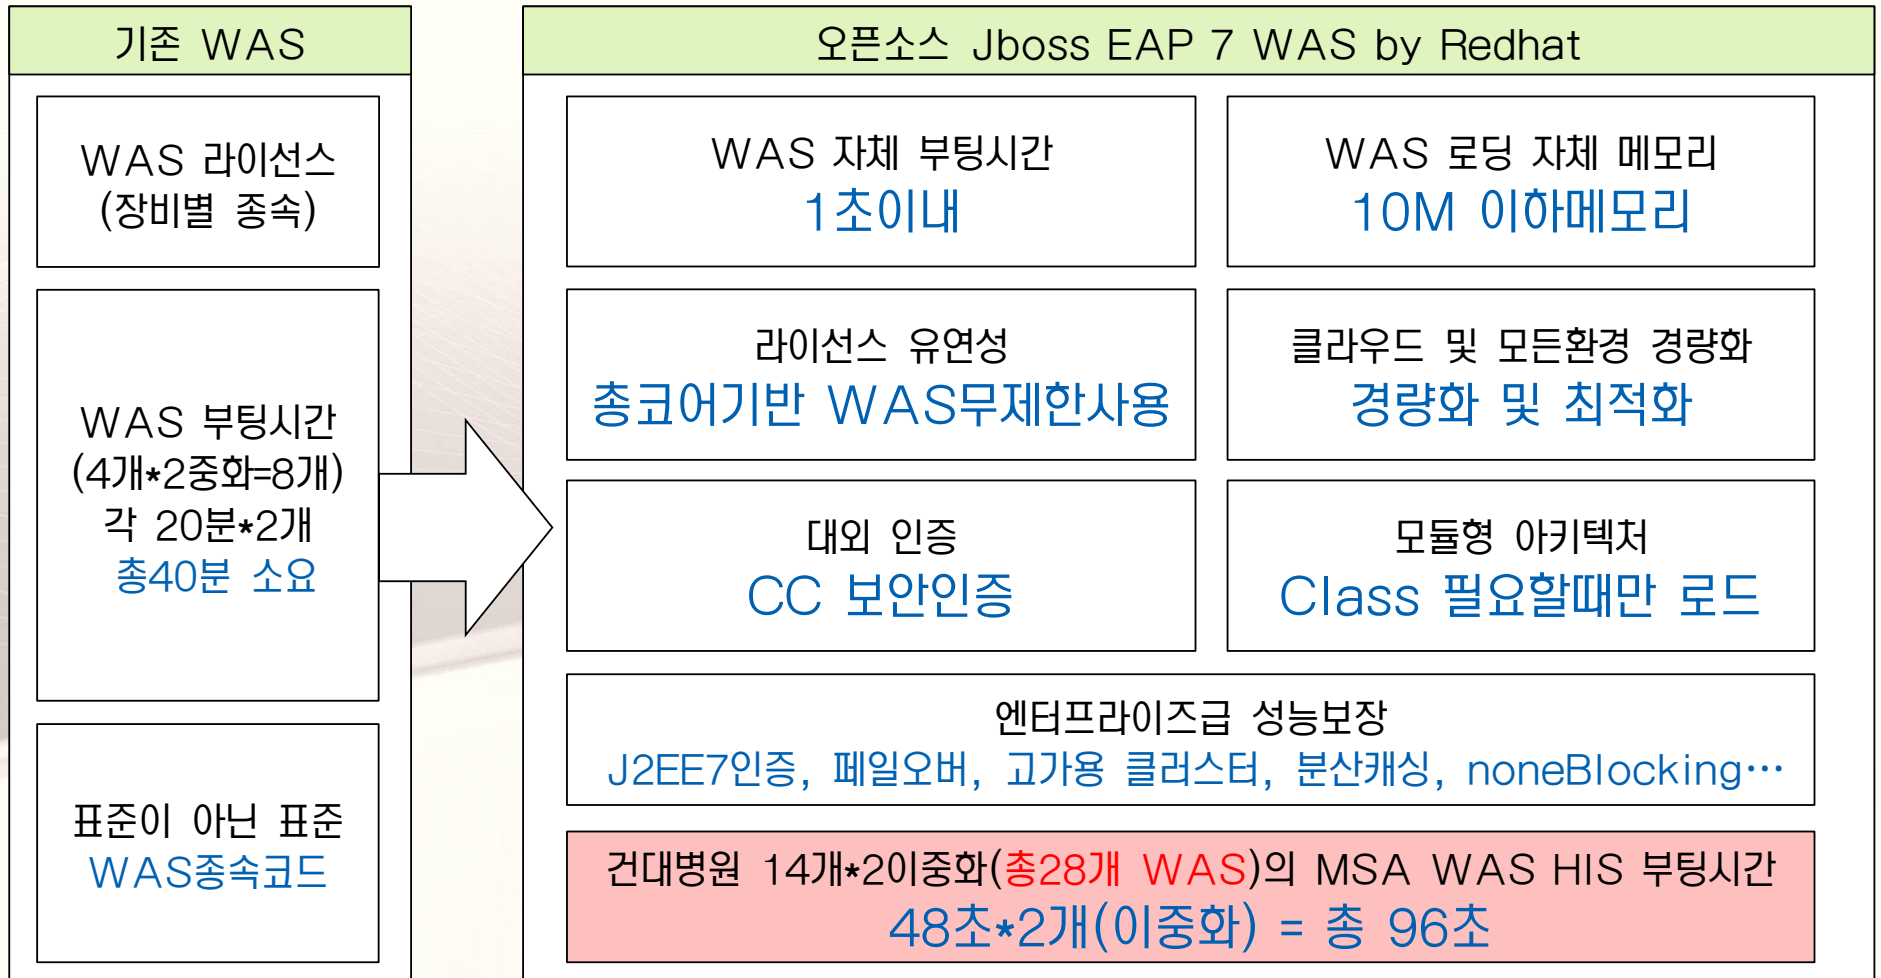 기존 WAS
WAS 라이선스
(장비별 종속)
WAS 부팅시간
(4개*2중화=8개)
각 20분*2개
총40분 소요
표준이 아닌 표준
WAS종속코드
오픈소스 Jboss EAP 7 WAS by Redhat
WAS 자체 부팅시간
1초이내
WAS 로딩 자체 메모리
10M 이하메모리
라이선스 유연성
총코어기반 WAS무제한사용
클라우드 및 모든환경 경량화
경량화 및 최적화
대외 인증
CC 보안인증
모듈형 아키텍처
Class 필요할때만 로드
엔터프라이즈급 성능보장
J2EE7인증, 페일오버, 고가용 클러스터, 분산캐싱, noneBlocking…
건대병원 14개*2이중화(총28개 WAS)의 MSA WAS HIS 부팅시간
48초*2개(이중화) = 총 96초